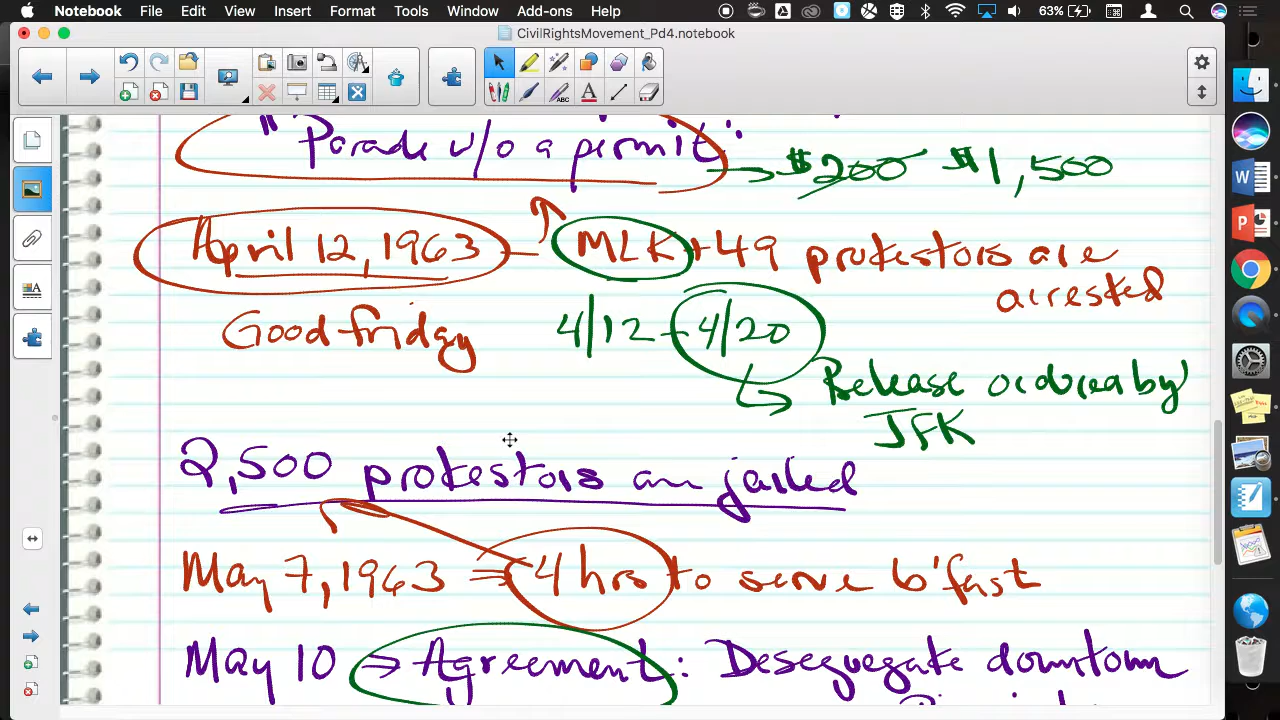 Notebook File Edit View Insert Format Tools Window Add-ons Help 63%
CivilRightsMovement_Pd4.notebook
"Parade w/o a permit" → $200 $1,500
April 12, 1963 – MLK + 49 protestors are
arrested
Good friday 4/12 – 4/20
Release ordered by
JFK
2,500 protestors are jailed
May 7, 1963 ⇒ 4 hrs to serve b'fast
May 10 → Agreement: Desegregate downtown